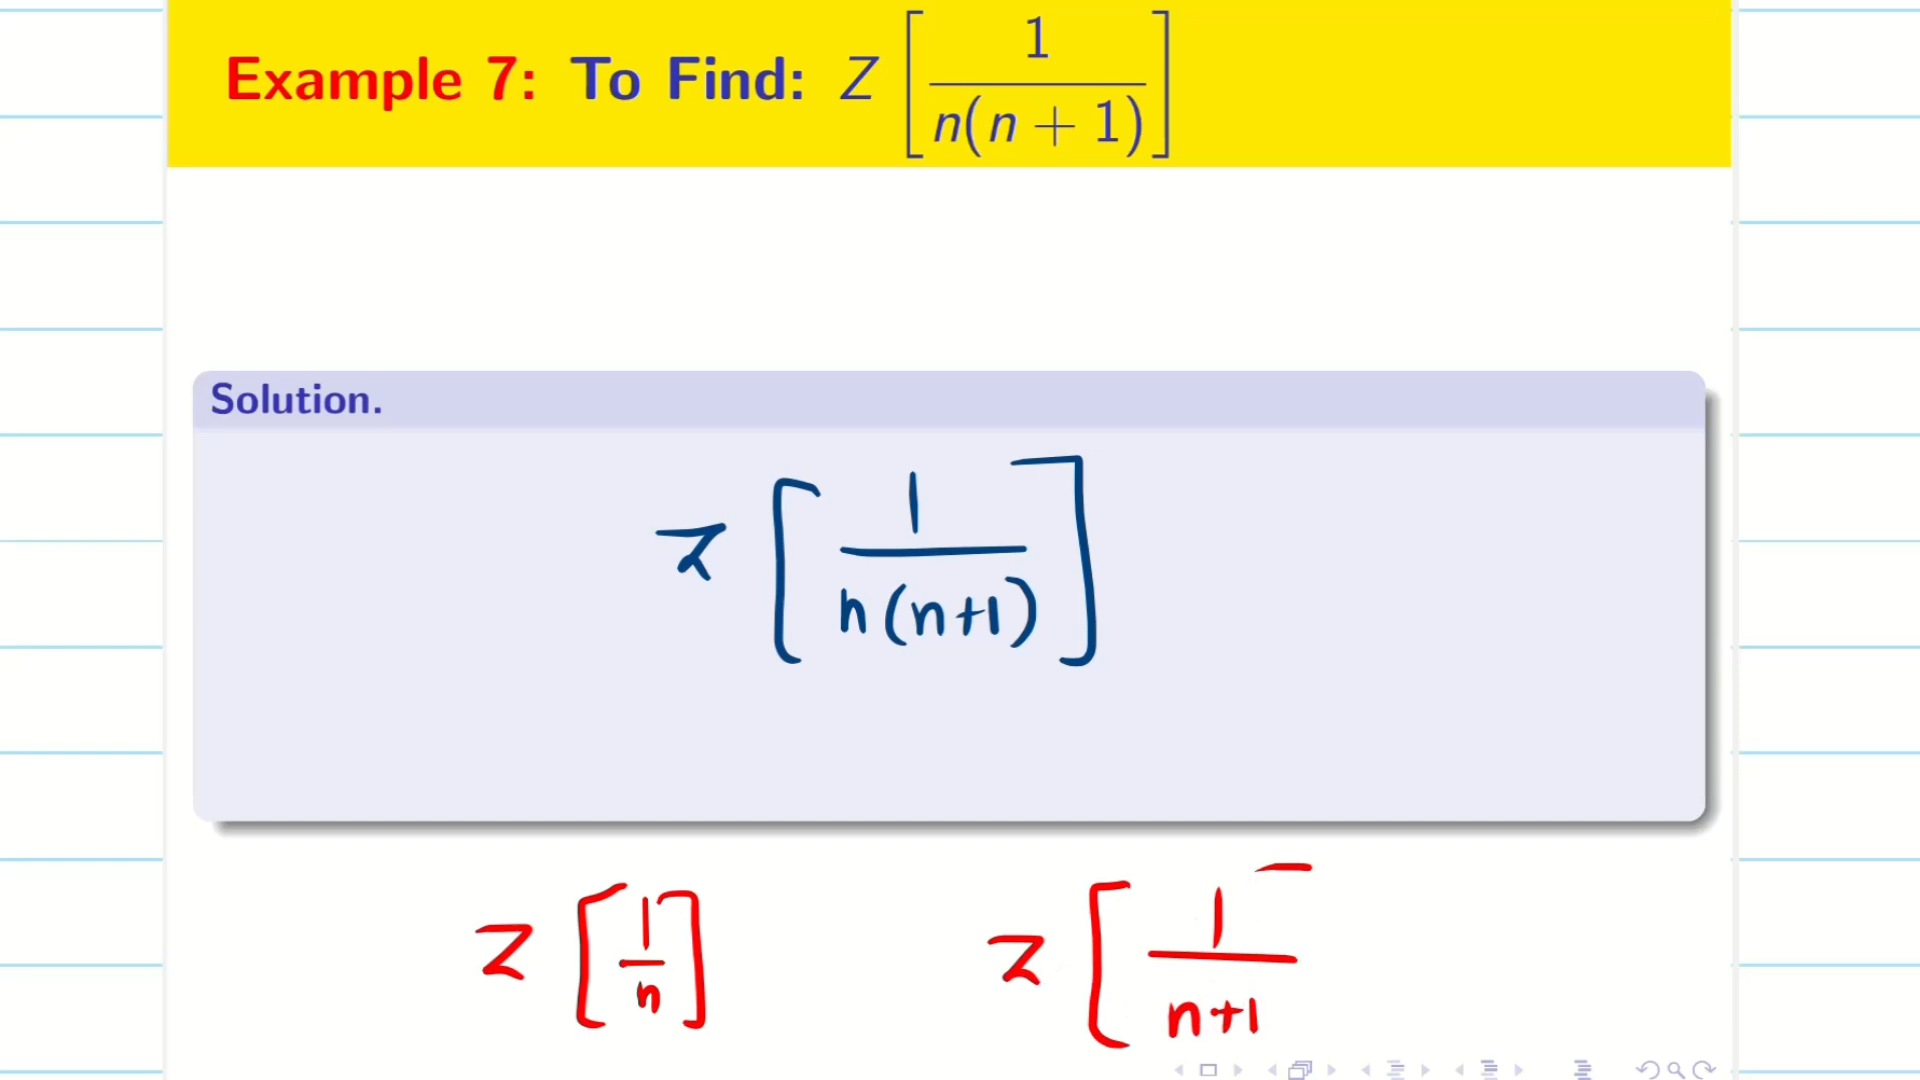 Example 7: To Find: Z [ 1 / n(n + 1) ]
Solution.
Z [ 1 / n(n+1) ]
Z [ 1 / n ] Z [ 1 / n+1